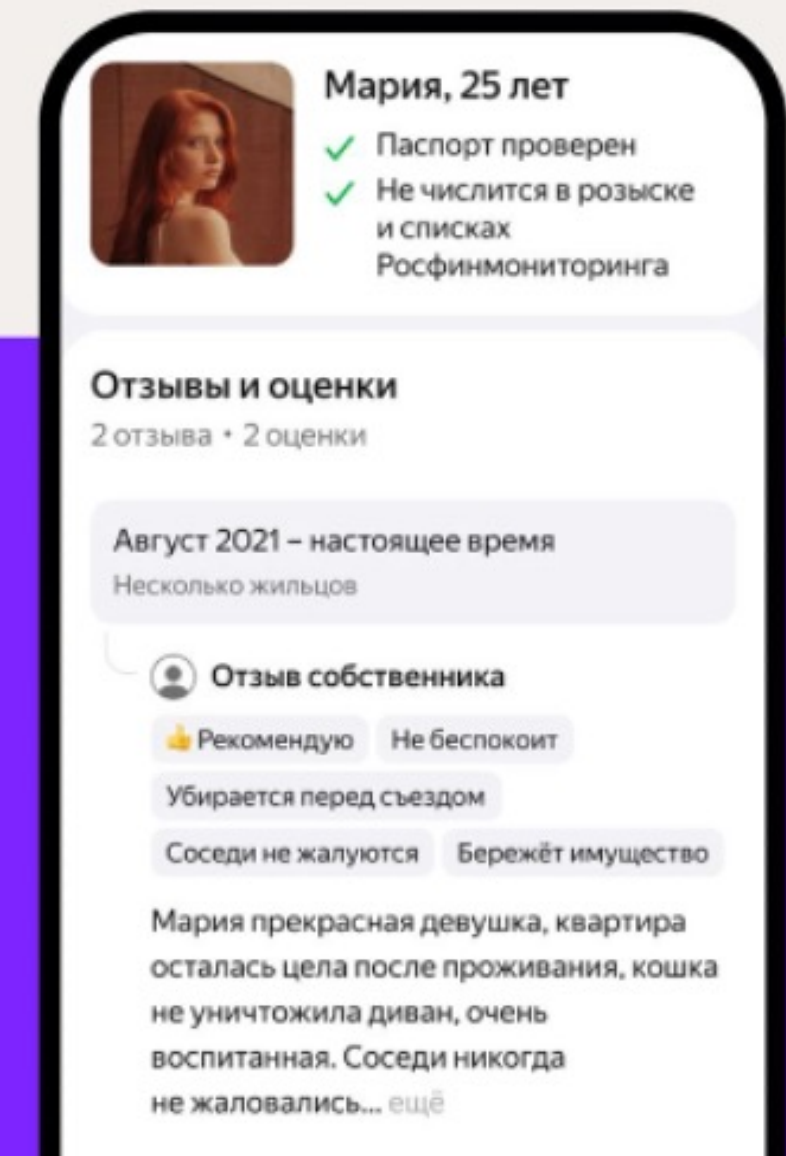 Мария, 25 лет
Паспорт проверен
Не числится в розыске
и списках
Росфинмониторинга
Отзывы и оценки
2 отзыва • 2 оценки
Август 2021 – настоящее время
Несколько жильцов
Отзыв собственника
👍 Рекомендую Не беспокоит
Убирается перед съездом
Соседи не жалуются Бережёт имущество
Мария прекрасная девушка, квартира
осталась цела после проживания, кошка
не уничтожила диван, очень
воспитанная. Соседи никогда
не жаловались... ещё